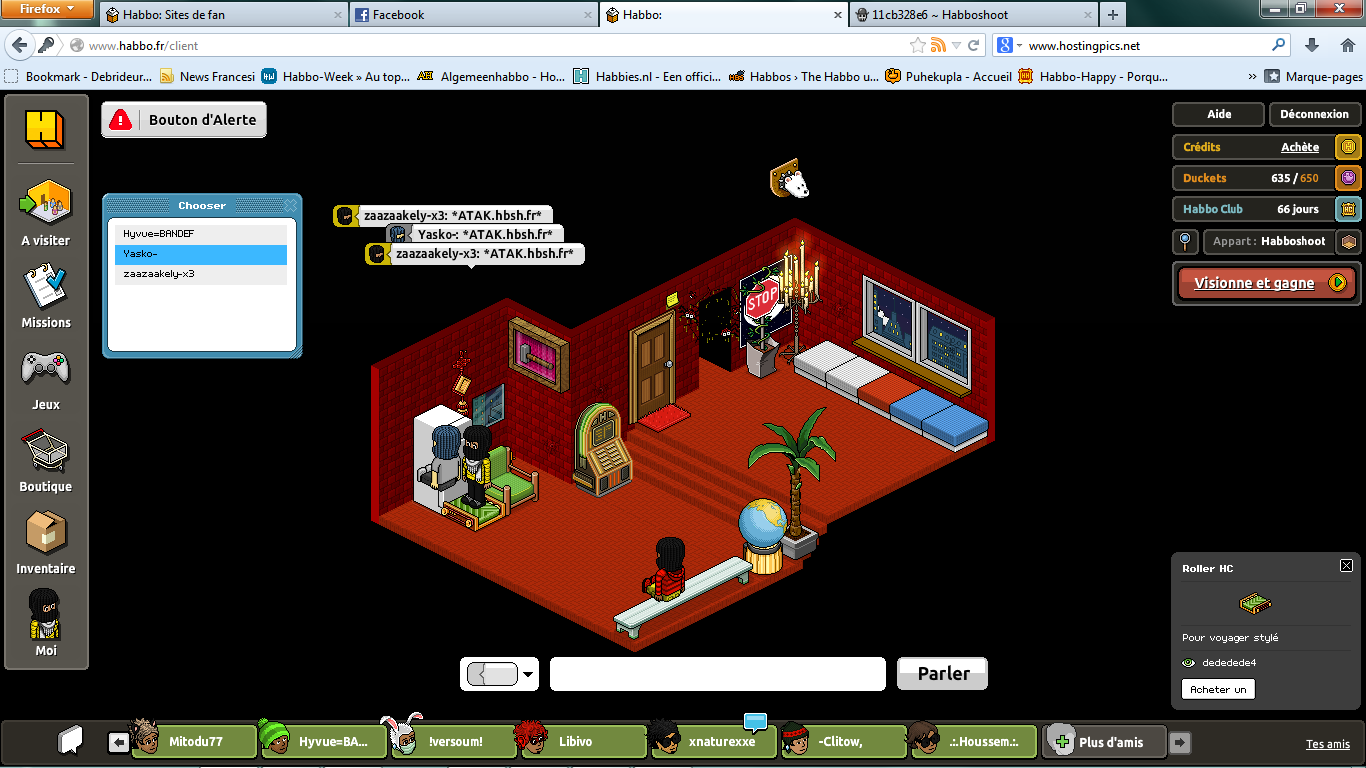 Firefox
Habbo: Sites de fan
Facebook
Habbo:
11cb328e6 ~ Habboshoot
www.habbo.fr/client
www.hostingpics.net
Bookmark - Debrideur...
News Francesi
Habbo-Week » Au top...
Algemeenhabbo - Ho...
Habbies.nl - Een offici...
Habbos › The Habbo u...
Puhekupla - Accueil
Habbo-Happy - Porqu...
»
Marque-pages
Bouton d'Alerte
Aide
Déconnexion
Crédits
Achète
Duckets
635 / 650
Habbo Club
66 jours
Appart : Habboshoot
Visionne et gagne
A visiter
Missions
Jeux
Boutique
Inventaire
Moi
Chooser
Hyvue=BANDEF
Yasko-
zaazaakely-x3
zaazaakely-x3: *ATAK.hbsh.fr*
Yasko-: *ATAK.hbsh.fr*
zaazaakely-x3: *ATAK.hbsh.fr*
STOP
Roller HC
Pour voyager stylé
dededede4
Acheter un
Parler
Mitodu77
Hyvue=BA...
!versoum!
Libivo
xnaturexxe
-Clitow,
.:.Houssem.:.
Plus d'amis
Tes amis